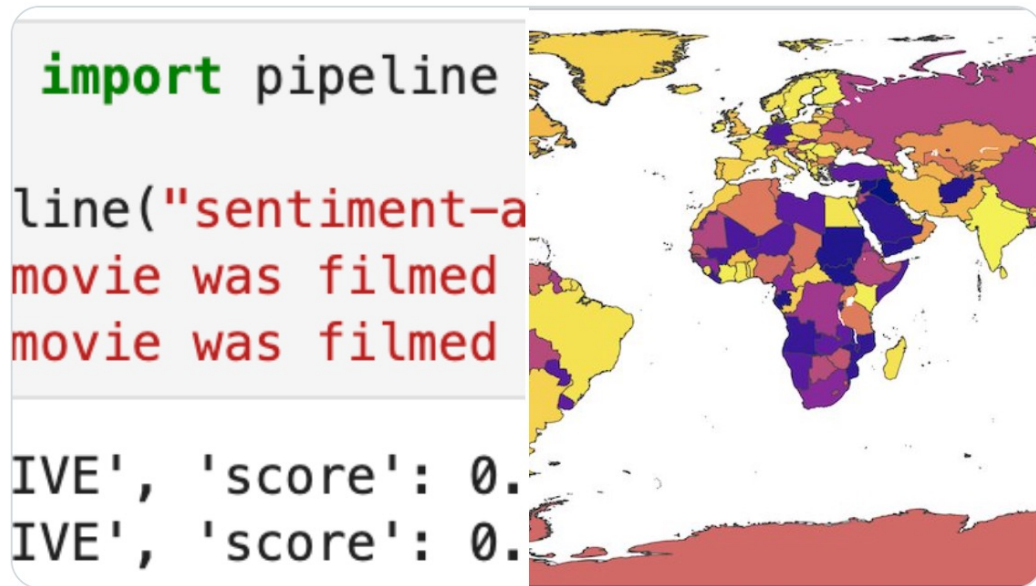 import pipeline
line("sentiment-a
movie was filmed
movie was filmed
IVE', 'score': 0.
IVE', 'score': 0.